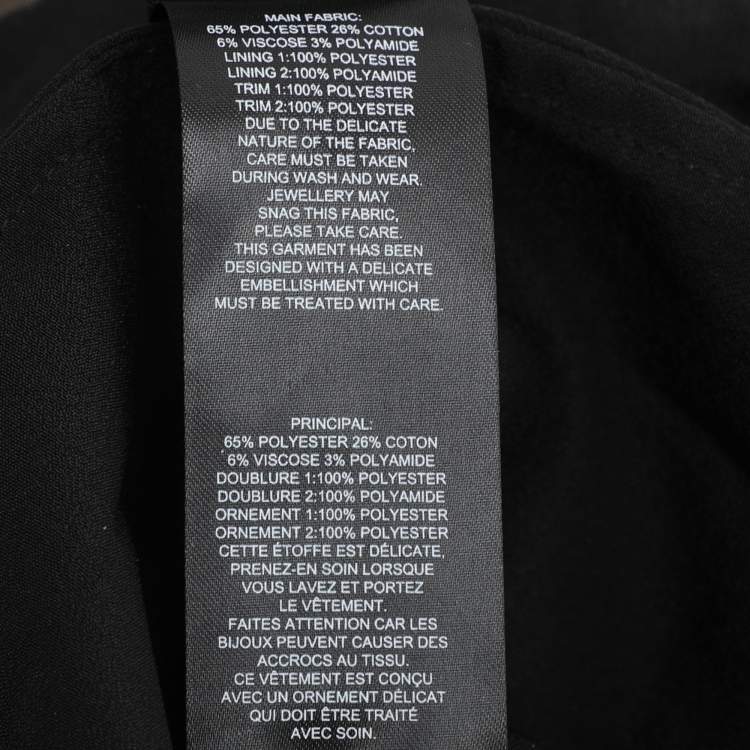 MAIN FABRIC:
65% POLYESTER 26% COTTON
6% VISCOSE 3% POLYAMIDE
LINING 1:100% POLYESTER
LINING 2:100% POLYAMIDE
TRIM 1:100% POLYESTER
TRIM 2:100% POLYESTER
DUE TO THE DELICATE
NATURE OF THE FABRIC,
CARE MUST BE TAKEN
DURING WASH AND WEAR.
JEWELLERY MAY
SNAG THIS FABRIC,
PLEASE TAKE CARE.
THIS GARMENT HAS BEEN
DESIGNED WITH A DELICATE
EMBELLISHMENT WHICH
MUST BE TREATED WITH CARE.
PRINCIPAL:
65% POLYESTER 26% COTON
6% VISCOSE 3% POLYAMIDE
DOUBLURE 1:100% POLYESTER
DOUBLURE 2:100% POLYAMIDE
ORNEMENT 1:100% POLYESTER
ORNEMENT 2:100% POLYESTER
CETTE ÉTOFFE EST DÉLICATE,
PRENEZ-EN SOIN LORSQUE
VOUS LAVEZ ET PORTEZ
LE VÊTEMENT.
FAITES ATTENTION CAR LES
BIJOUX PEUVENT CAUSER DES
ACCROCS AU TISSU.
CE VÊTEMENT EST CONÇU
AVEC UN ORNEMENT DÉLICAT
QUI DOIT ÊTRE TRAITÉ
AVEC SOIN.